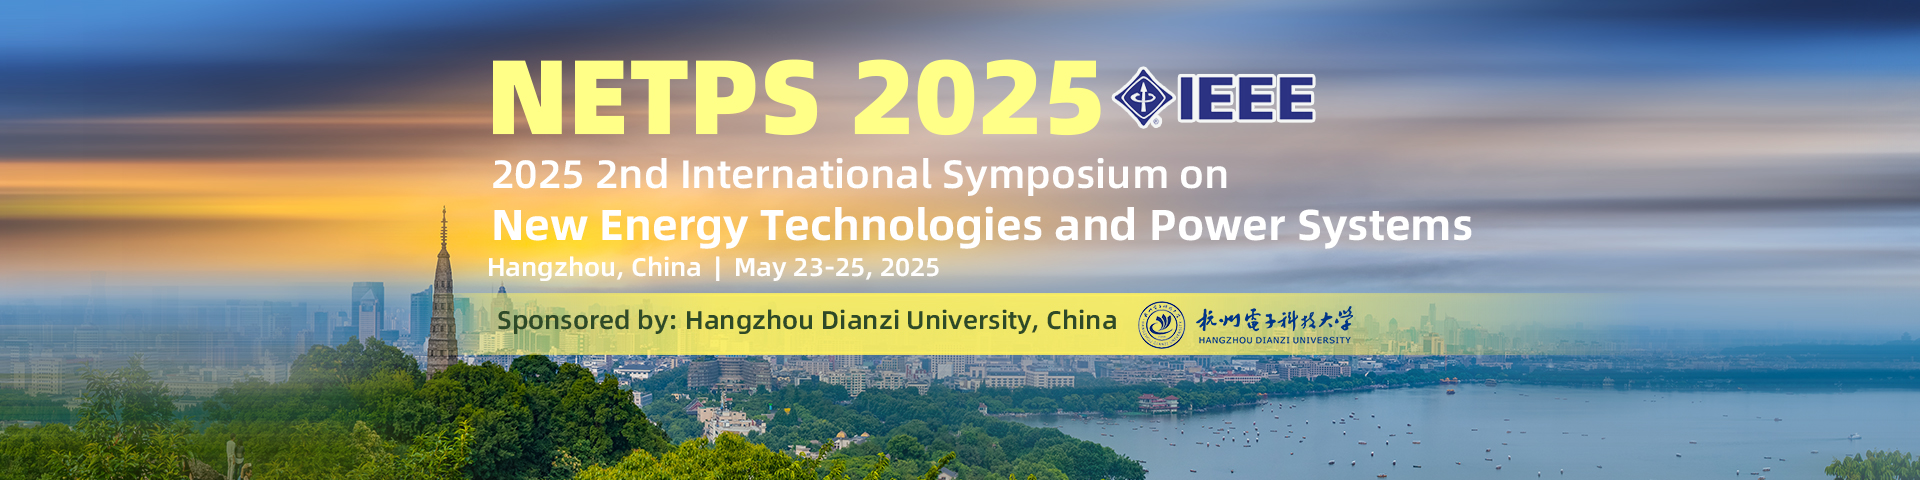 NETPS 2025 IEEE
2025 2nd International Symposium on
New Energy Technologies and Power Systems
Hangzhou, China | May 23-25, 2025
Sponsored by: Hangzhou Dianzi University, China
杭州電子科技大学
HANGZHOU DIANZI UNIVERSITY